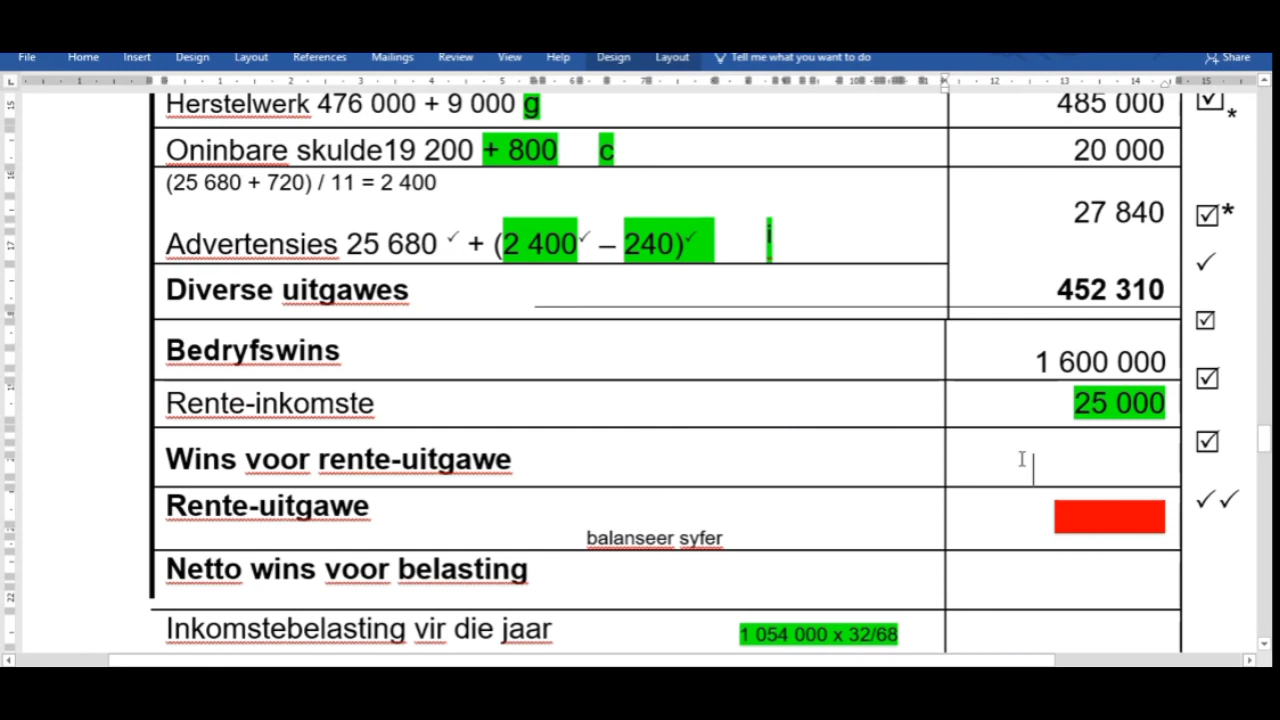 File Home Insert Design Layout References Mailings Review View Help Design Layout Tell me what you want to do Share
Herstelwerk 476 000 + 9 000 g 485 000 ☑ *
Oninbare skulde19 200 + 800 c 20 000
(25 680 + 720) / 11 = 2 400
27 840 ☑*
Advertensies 25 680 ✓ + (2 400✓ – 240)✓ i
✓
Diverse uitgawes 452 310
☑
Bedryfswins 1 600 000
☑
Rente-inkomste 25 000
☑
Wins voor rente-uitgawe
Rente-uitgawe ✓✓
balanseer syfer
Netto wins voor belasting
Inkomstebelasting vir die jaar 1 054 000 x 32/68